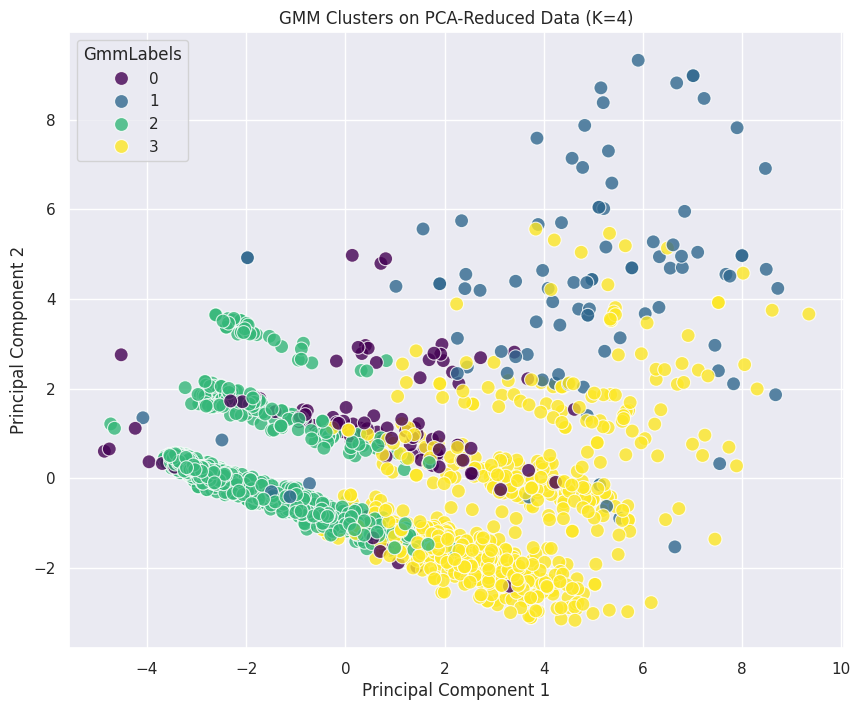 GMM Clusters on PCA-Reduced Data (K=4)
GmmLabels
0
1
2
3
8
6
4
2
0
−2
Principal Component 2
−4 −2 0 2 4 6 8 10
Principal Component 1